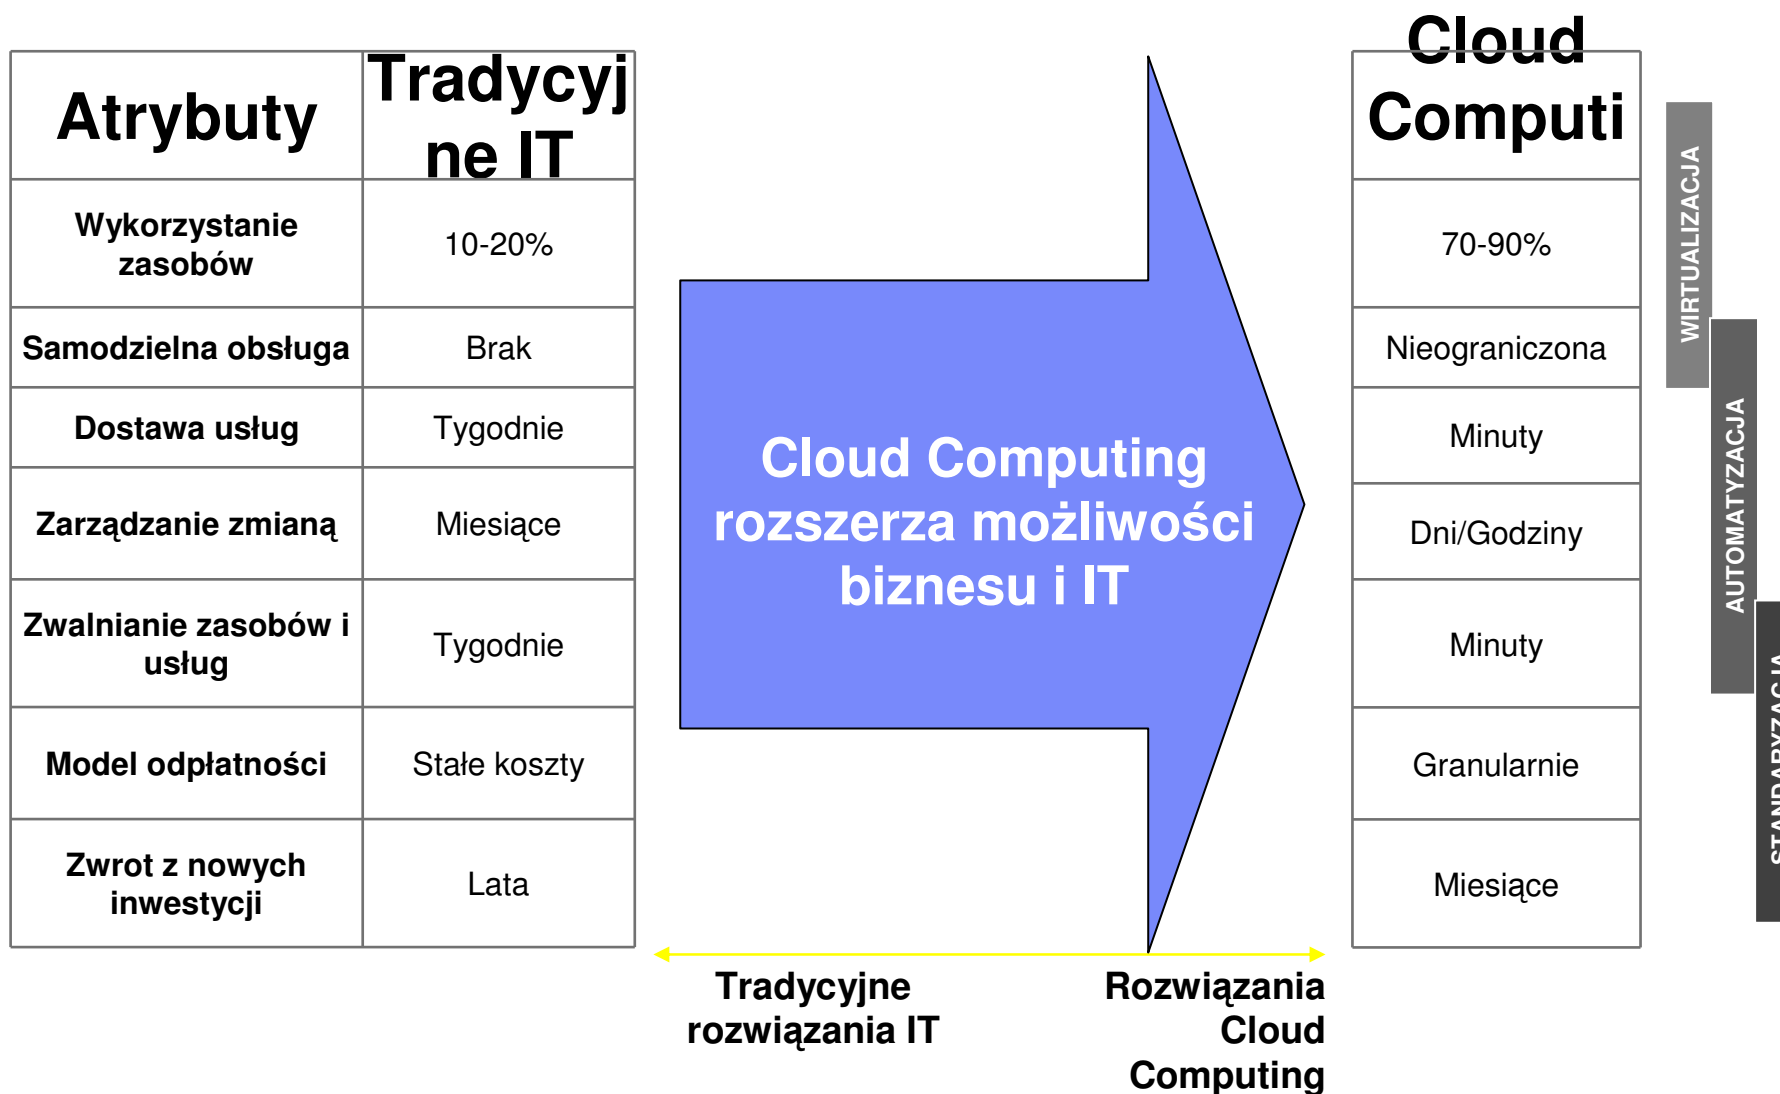 Atrybuty
Tradycyj
ne IT
Wykorzystanie
zasobów
10-20%
Samodzielna obsługa
Brak
Dostawa usług
Tygodnie
Zarządzanie zmianą
Miesiące
Zwalnianie zasobów i
usług
Tygodnie
Model odpłatności
Stałe koszty
Zwrot z nowych
inwestycji
Lata
Cloud Computing
rozszerza możliwości
biznesu i IT
Tradycyjne
rozwiązania IT
Rozwiązania
Cloud
Computing
Cloud
Computi
70-90%
Nieograniczona
Minuty
Dni/Godziny
Minuty
Granularnie
Miesiące
WIRTUALIZACJA
AUTOMATYZACJA
STANDARYZACJA